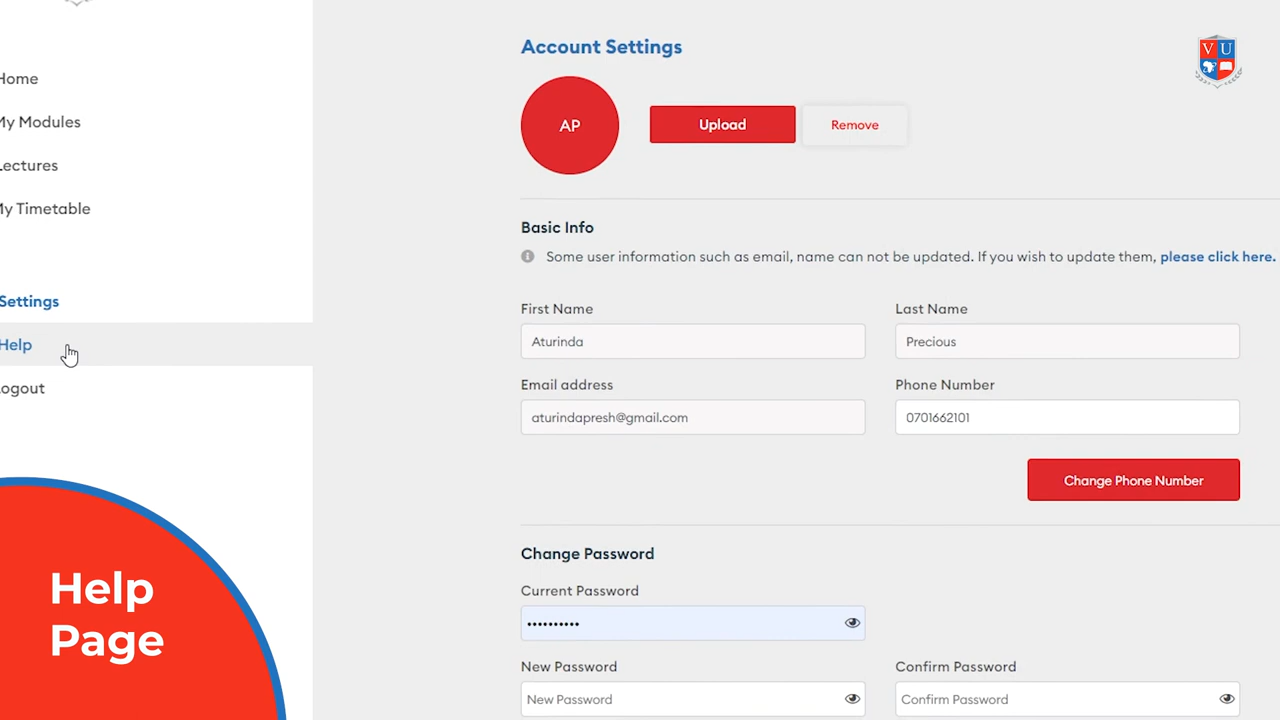 Account Settings
V U
Home
My Modules
Lectures
My Timetable
Settings
Help
Logout
AP
Upload
Remove
Basic Info
Some user information such as email, name can not be updated. If you wish to update them, please click here.
First Name
Last Name
Aturinda
Precious
Email address
Phone Number
aturindapresh@gmail.com
0701662101
Change Phone Number
Change Password
Current Password
New Password
Confirm Password
New Password
Confirm Password
Help
Page